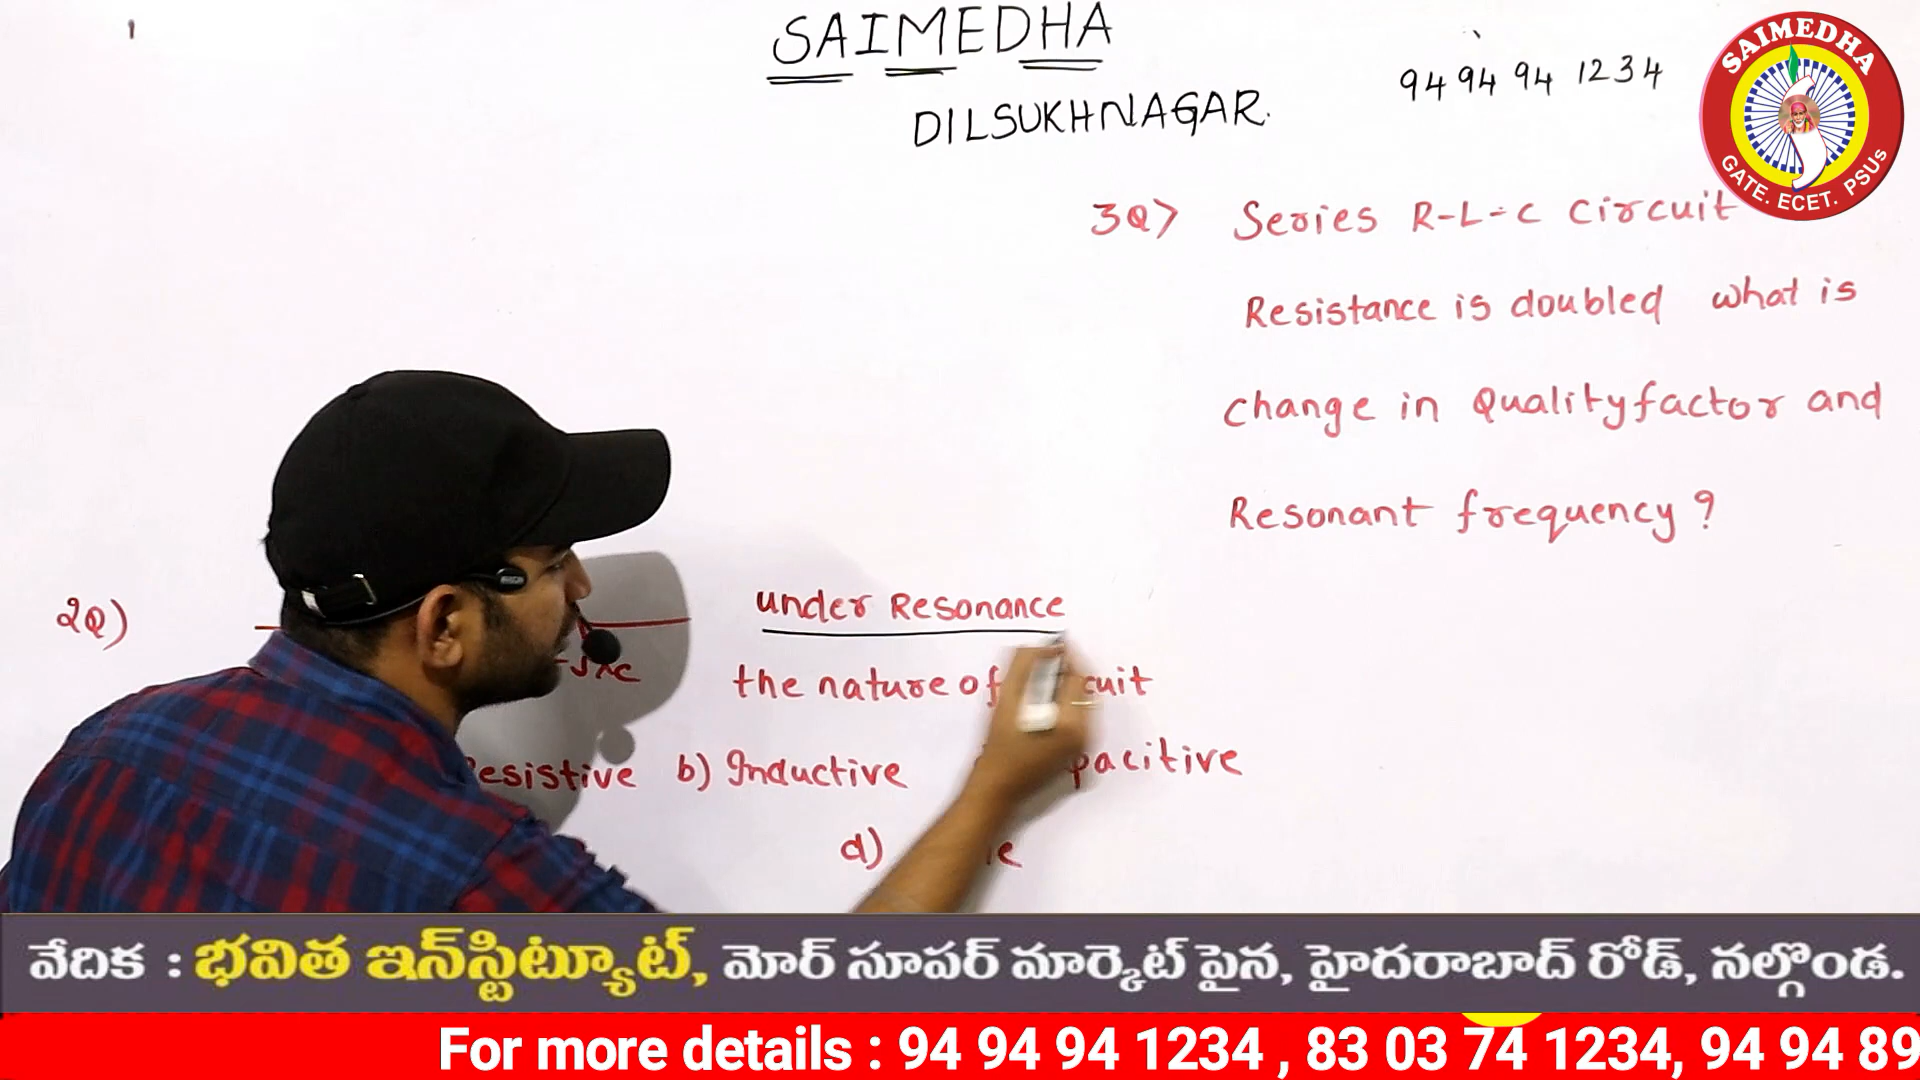 SAIMEDHA
DILSUKHNAGAR.
94 94 94 1234
SAIMEDHA
GATE. ECET. PSUs
3Q> Series R-L-C circuit
Resistance is doubled what is
change in Quality factor and
Resonant frequency ?
2Q)
under Resonance
the nature of
esistive b) Inductive pacitive
d)
వేదిక : భవిత ఇన్‌స్టిట్యూట్, మోర్ సూపర్ మార్కెట్ పైన, హైదరాబాద్ రోడ్, నల్గొండ.
For more details : 94 94 94 1234 , 83 03 74 1234, 94 94 89